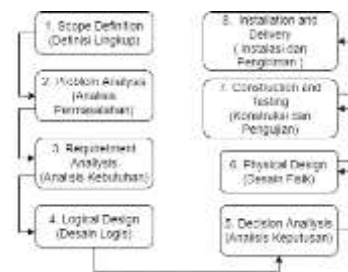 1. Scope Definition
(Definisi Lingkup)
2. Problem Analysis
(Analisis
Permasalahan)
3. Requirement
Analysis
(Analisis Kebutuhan)
4. Logical Design
(Desain Logis)
8. Installation and
Delivery
( Instalasi dan
Pengiriman )
7. Construction and
Testing
(Konstruksi dan
Pengujian)
6. Physical Design
(Desain Fisik)
5. Decision Analysis
(Analisis Keputusan)